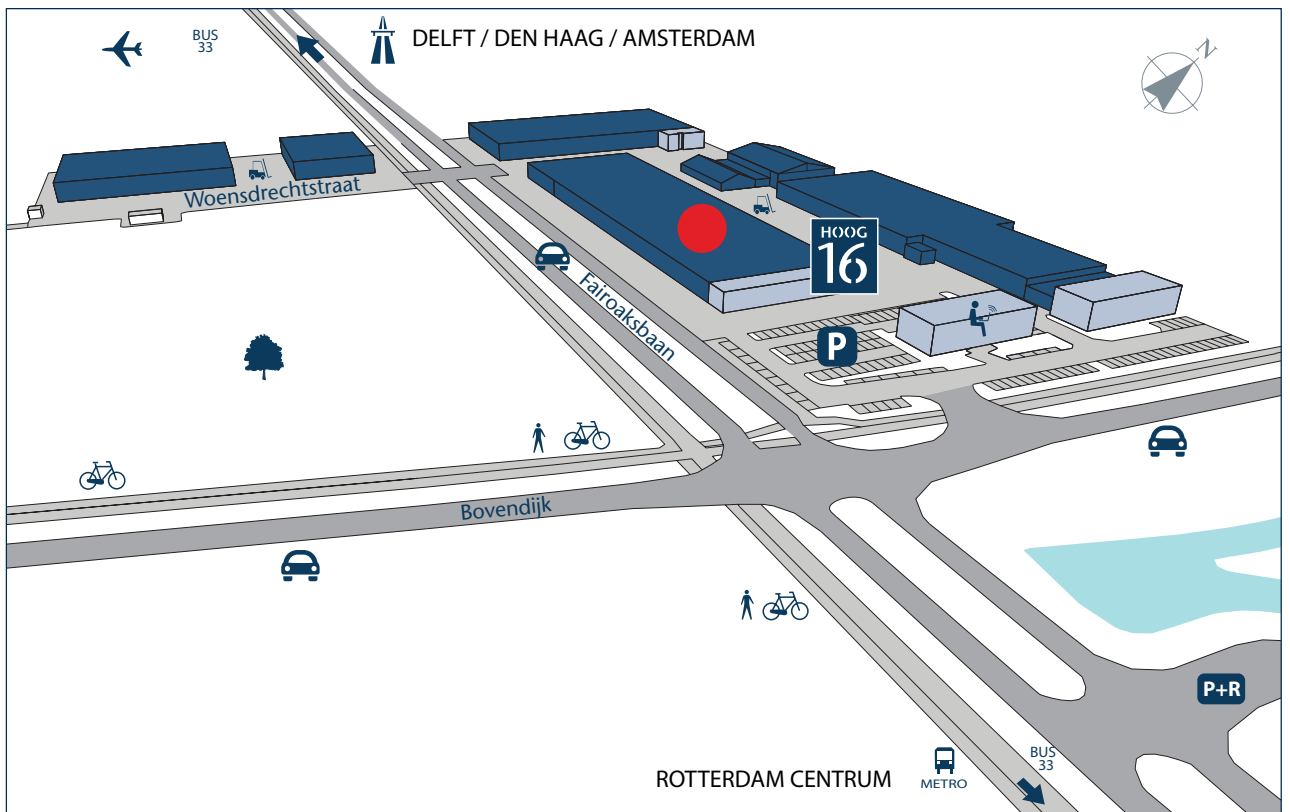 BUS
33
DELFT / DEN HAAG / AMSTERDAM
N
Woensdrechtstraat
HOOG
16
Fairoaksbaan
P
Bovendijk
P+R
ROTTERDAM CENTRUM
METRO
BUS
33